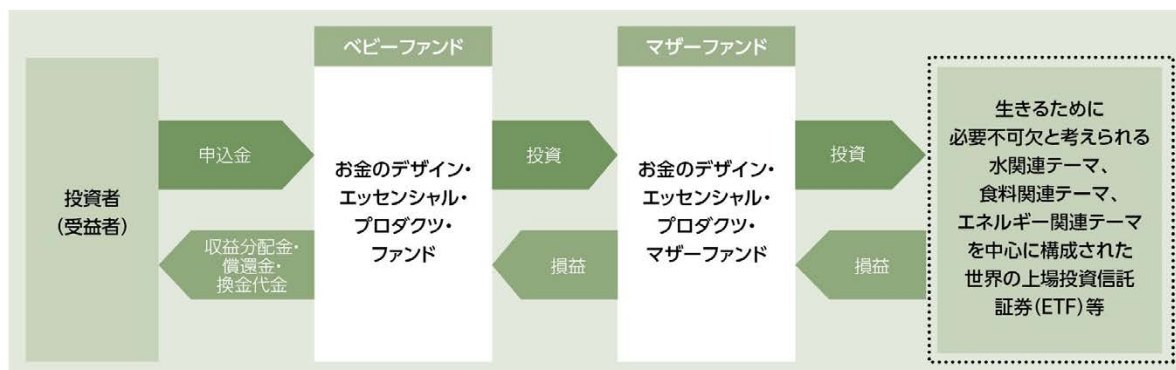 投資者
(受益者)
申込金
収益分配金・
償還金・
換金代金
ベビーファンド
お金のデザイン・
エッセンシャル・
プロダクツ・
ファンド
投資
損益
マザーファンド
お金のデザイン・
エッセンシャル・
プロダクツ・
マザーファンド
投資
損益
生きるために
必要不可欠と考えられる
水関連テーマ、
食料関連テーマ、
エネルギー関連テーマ
を中心に構成された
世界の上場投資信託
証券(ETF)等